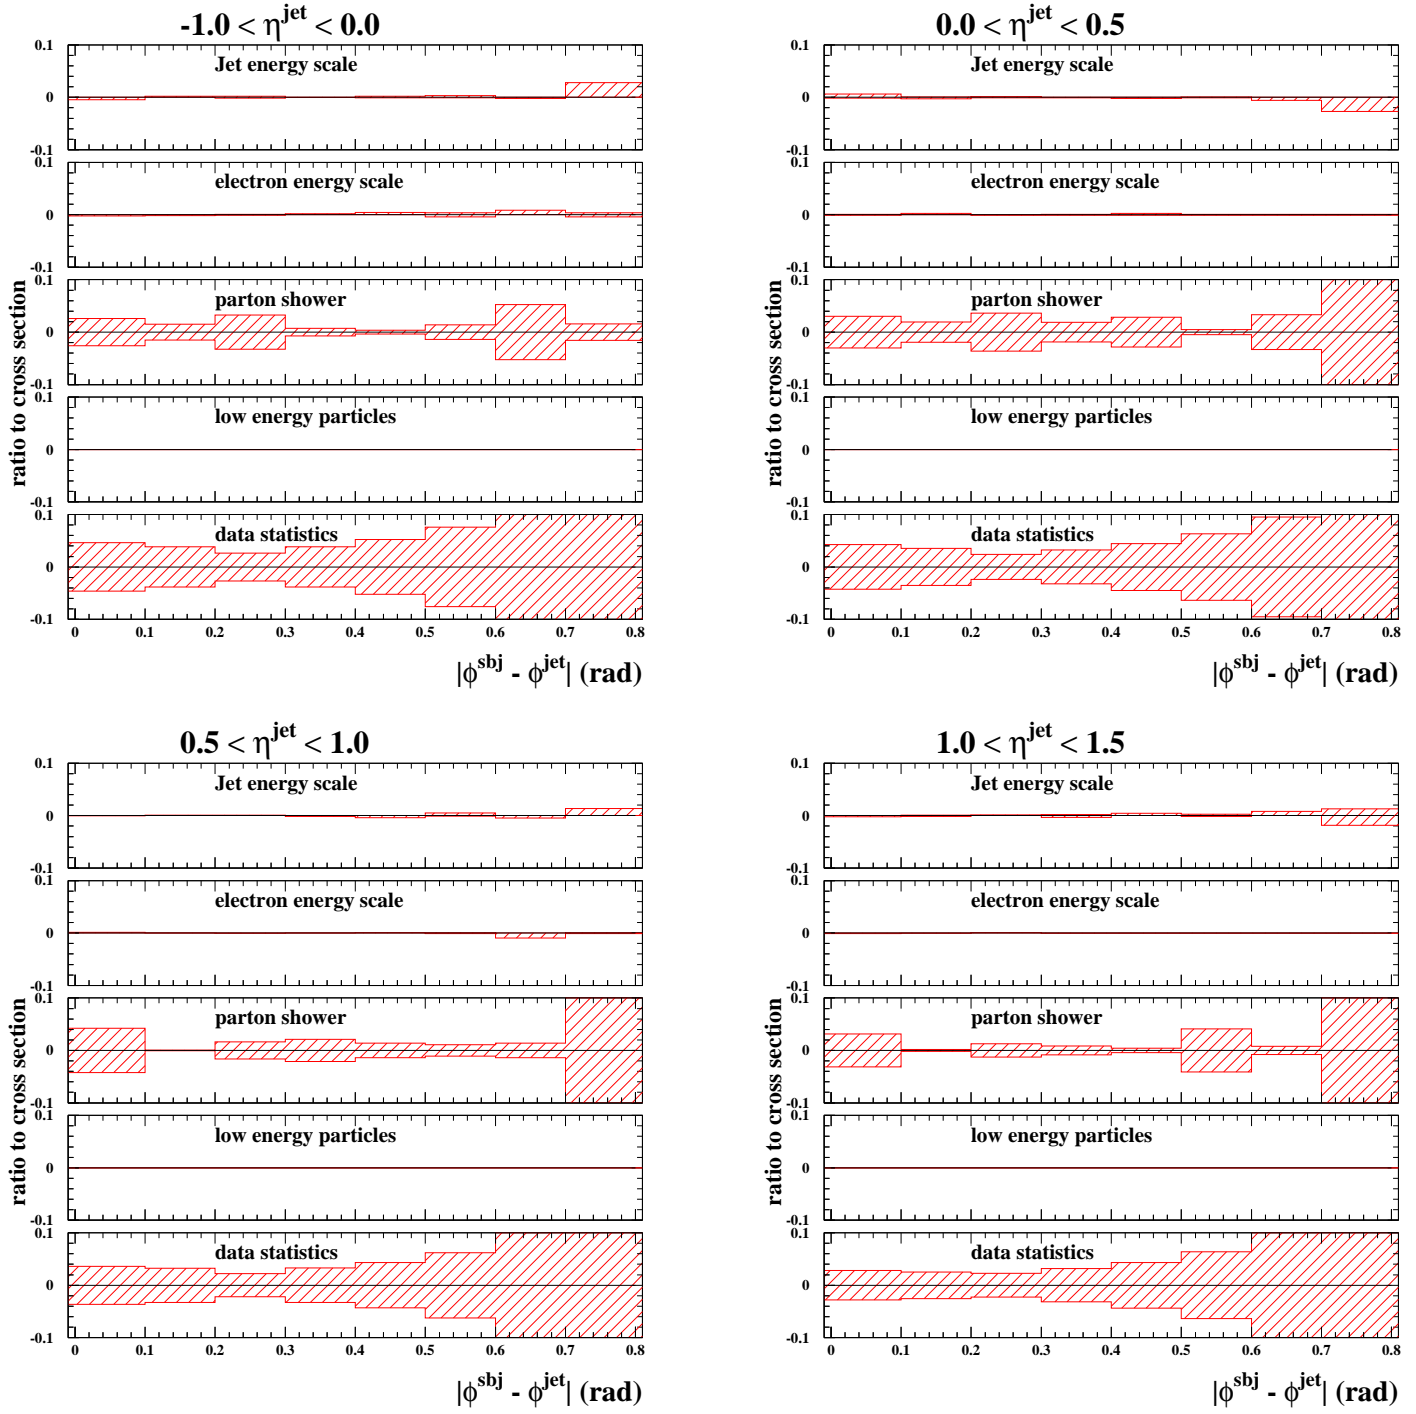 -1.0 < η^jet < 0.0
0.1
Jet energy scale
0
-0.1
0.1
electron energy scale
0
-0.1
0.1
parton shower
0
-0.1
0.1
low energy particles
0
-0.1
0.1
data statistics
0
-0.1
0 0.1 0.2 0.3 0.4 0.5 0.6 0.7 0.8
ratio to cross section
|ϕ^sbj - ϕ^jet| (rad)
0.0 < η^jet < 0.5
0.1
Jet energy scale
0
-0.1
0.1
electron energy scale
0
-0.1
0.1
parton shower
0
-0.1
0.1
low energy particles
0
-0.1
0.1
data statistics
0
-0.1
0 0.1 0.2 0.3 0.4 0.5 0.6 0.7 0.8
ratio to cross section
|ϕ^sbj - ϕ^jet| (rad)
0.5 < η^jet < 1.0
0.1
Jet energy scale
0
-0.1
0.1
electron energy scale
0
-0.1
0.1
parton shower
0
-0.1
0.1
low energy particles
0
-0.1
0.1
data statistics
0
-0.1
0 0.1 0.2 0.3 0.4 0.5 0.6 0.7 0.8
ratio to cross section
|ϕ^sbj - ϕ^jet| (rad)
1.0 < η^jet < 1.5
0.1
Jet energy scale
0
-0.1
0.1
electron energy scale
0
-0.1
0.1
parton shower
0
-0.1
0.1
low energy particles
0
-0.1
0.1
data statistics
0
-0.1
0 0.1 0.2 0.3 0.4 0.5 0.6 0.7 0.8
ratio to cross section
|ϕ^sbj - ϕ^jet| (rad)